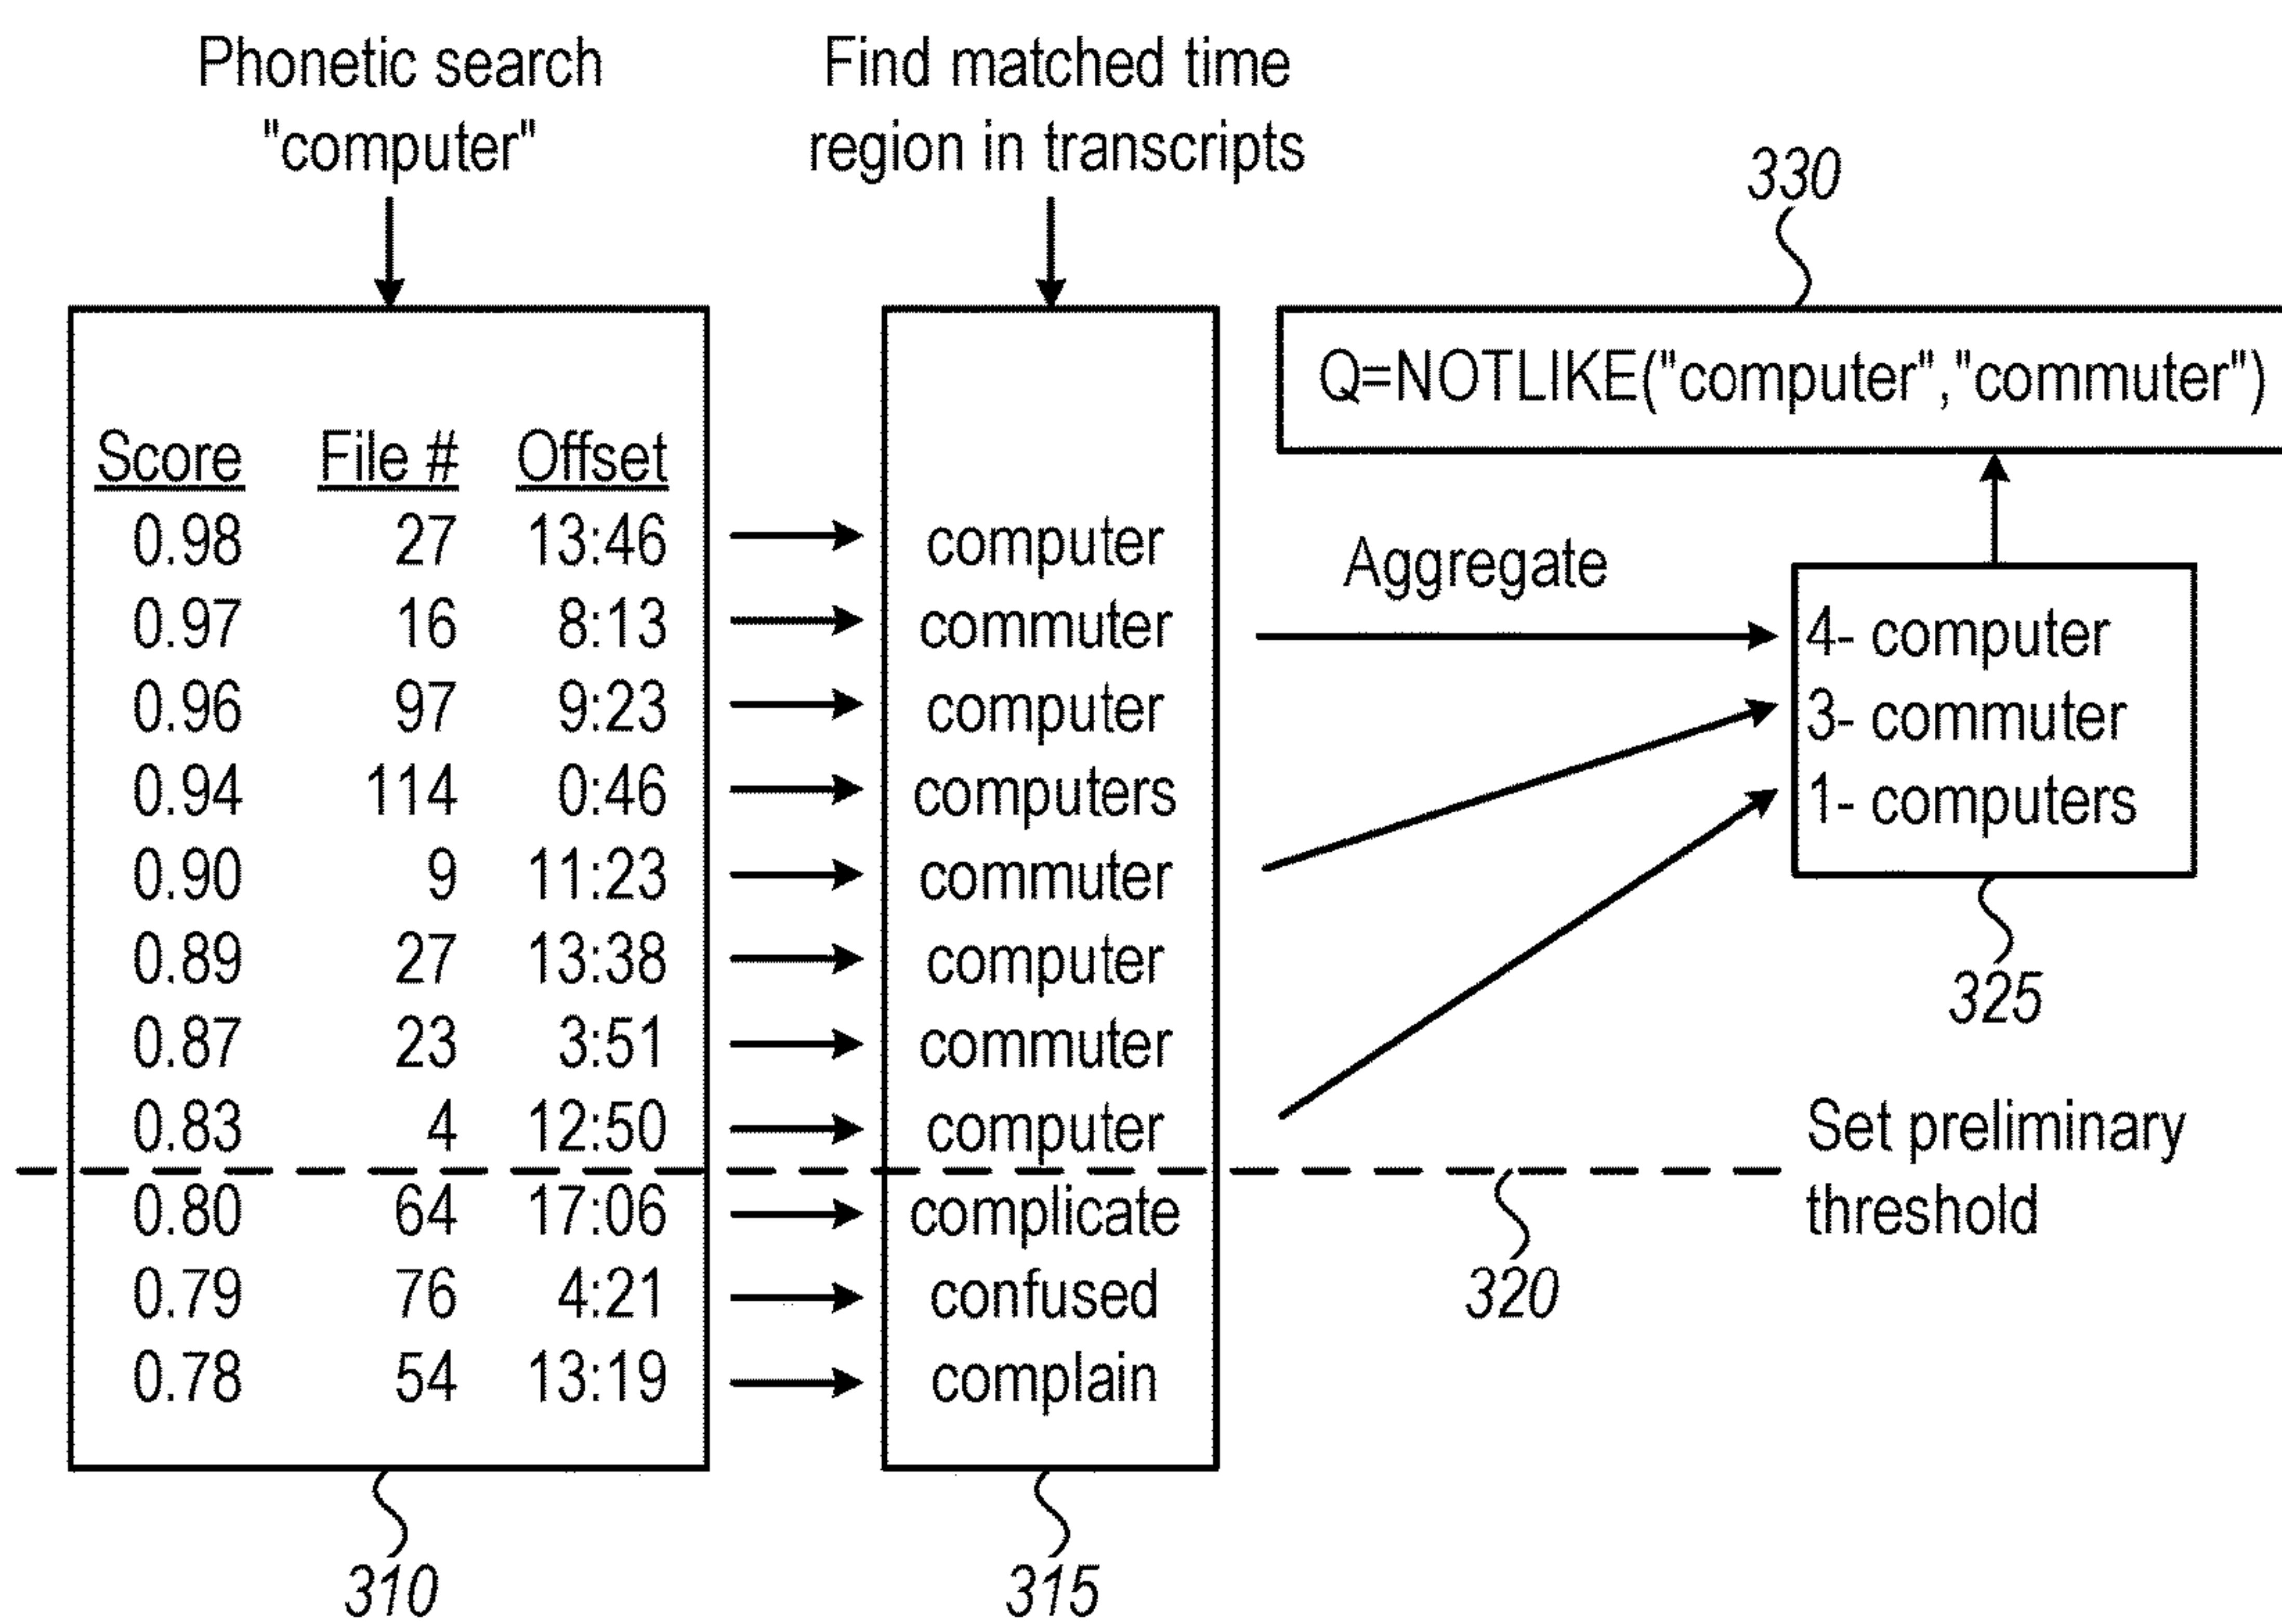 Phonetic search
"computer"
Find matched time
region in transcripts
330
Q=NOTLIKE("computer","commuter")
Score File # Offset
0.98 27 13:46 computer
0.97 16 8:13 commuter
0.96 97 9:23 computer
0.94 114 0:46 computers
0.90 9 11:23 commuter
0.89 27 13:38 computer
0.87 23 3:51 commuter
0.83 4 12:50 computer
0.80 64 17:06 complicate
0.79 76 4:21 confused
0.78 54 13:19 complain
Aggregate
4- computer
3- commuter
1- computers
325
Set preliminary
threshold
320
310
315